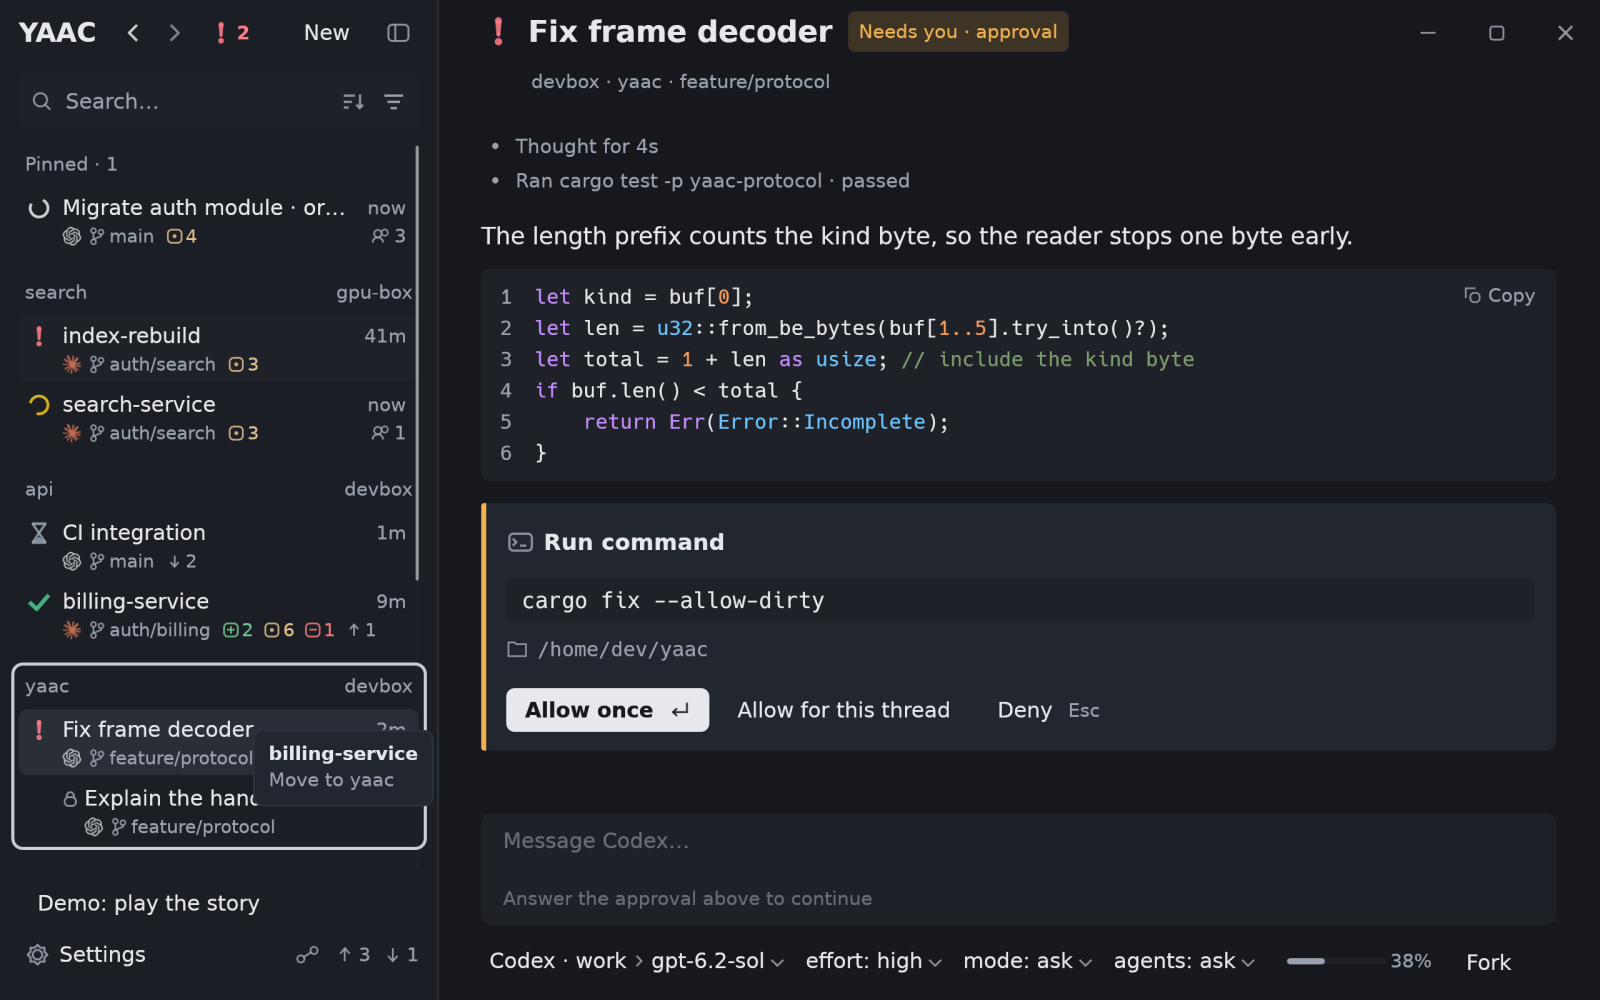 YAAC 2 New
Search...
Pinned · 1
Migrate auth module · or... now
main 4 3
search gpu-box
index-rebuild 41m
auth/search 3
search-service now
auth/search 3 1
api devbox
CI integration 1m
main ↓2
billing-service 9m
auth/billing 2 6 1 ↑1
yaac devbox
Fix frame decoder
feature/protocol
billing-service
Move to yaac
Explain the
feature/protocol
Demo: play the story
Settings ↑3 ↓1
Fix frame decoder Needs you · approval
devbox · yaac · feature/protocol
• Thought for 4s
• Ran cargo test -p yaac-protocol · passed
The length prefix counts the kind byte, so the reader stops one byte early.
Copy
1 let kind = buf[0];
2 let len = u32::from_be_bytes(buf[1..5].try_into()?);
3 let total = 1 + len as usize; // include the kind byte
4 if buf.len() < total {
5 return Err(Error::Incomplete);
6 }
Run command
cargo fix --allow-dirty
/home/dev/yaac
Allow once ↵ Allow for this thread Deny Esc
Message Codex...
Answer the approval above to continue
Codex · work › gpt-6.2-sol effort: high mode: ask agents: ask 38% Fork